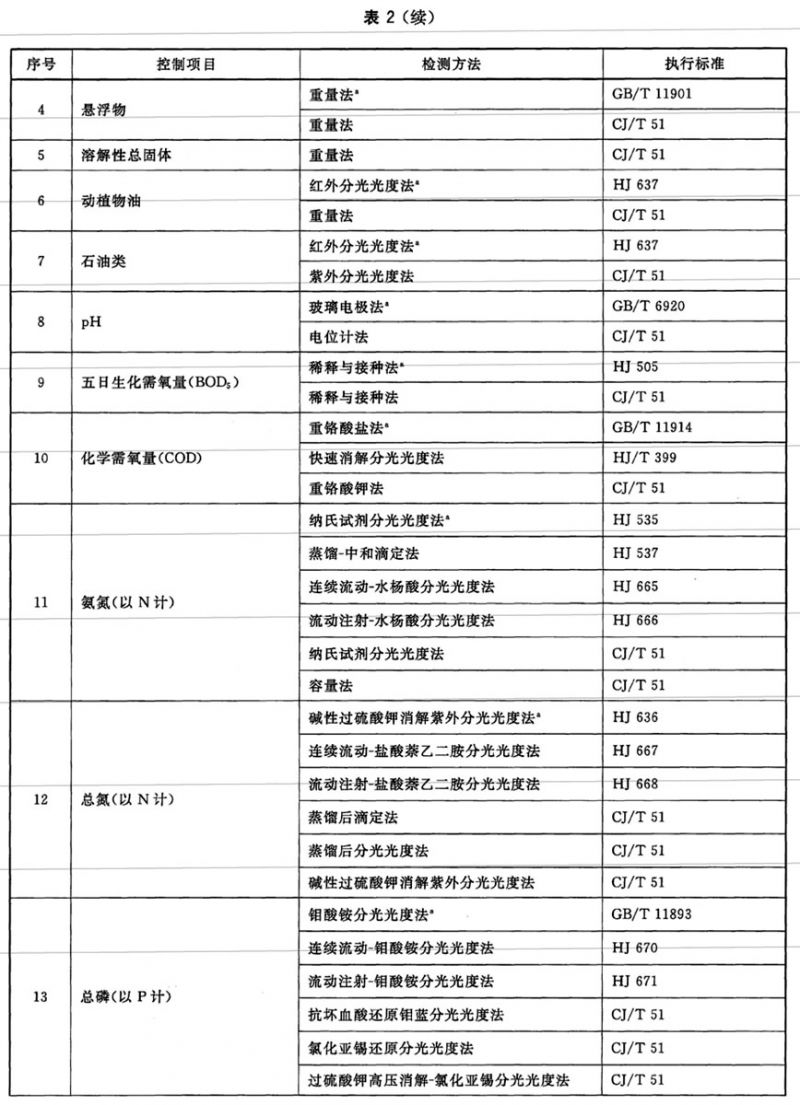 表 2（续）
序号 控制项目 检测方法 执行标准
4 悬浮物 重量法ᵃ GB/T 11901
重量法 CJ/T 51
5 溶解性总固体 重量法 CJ/T 51
6 动植物油 红外分光光度法ᵃ HJ 637
重量法 CJ/T 51
7 石油类 红外分光光度法ᵃ HJ 637
紫外分光光度法 CJ/T 51
8 pH 玻璃电极法ᵃ GB/T 6920
电位计法 CJ/T 51
9 五日生化需氧量(BOD₅) 稀释与接种法ᵃ HJ 505
稀释与接种法 CJ/T 51
10 化学需氧量(COD) 重铬酸盐法ᵃ GB/T 11914
快速消解分光光度法 HJ/T 399
重铬酸钾法 CJ/T 51
11 氨氮(以 N 计) 纳氏试剂分光光度法ᵃ HJ 535
蒸馏-中和滴定法 HJ 537
连续流动-水杨酸分光光度法 HJ 665
流动注射-水杨酸分光光度法 HJ 666
纳氏试剂分光光度法 CJ/T 51
容量法 CJ/T 51
12 总氮(以 N 计) 碱性过硫酸钾消解紫外分光光度法ᵃ HJ 636
连续流动-盐酸萘乙二胺分光光度法 HJ 667
流动注射-盐酸萘乙二胺分光光度法 HJ 668
蒸馏后滴定法 CJ/T 51
蒸馏后分光光度法 CJ/T 51
碱性过硫酸钾消解紫外分光光度法 CJ/T 51
13 总磷(以 P 计) 钼酸铵分光光度法ᵃ GB/T 11893
连续流动-钼酸铵分光光度法 HJ 670
流动注射-钼酸铵分光光度法 HJ 671
抗坏血酸还原钼蓝分光光度法 CJ/T 51
氯化亚锡还原分光光度法 CJ/T 51
过硫酸钾高压消解-氯化亚锡分光光度法 CJ/T 51